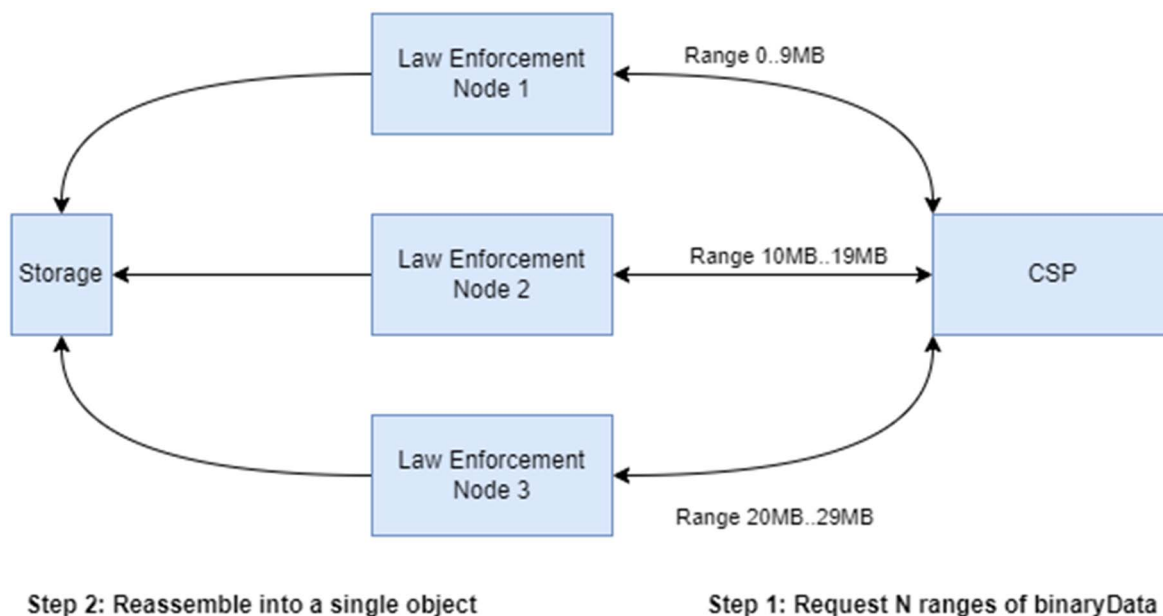 Law Enforcement
Node 1
Range 0..9MB
Storage
Law Enforcement
Node 2
Range 10MB..19MB
CSP
Law Enforcement
Node 3
Range 20MB..29MB
Step 2: Reassemble into a single object
Step 1: Request N ranges of binaryData